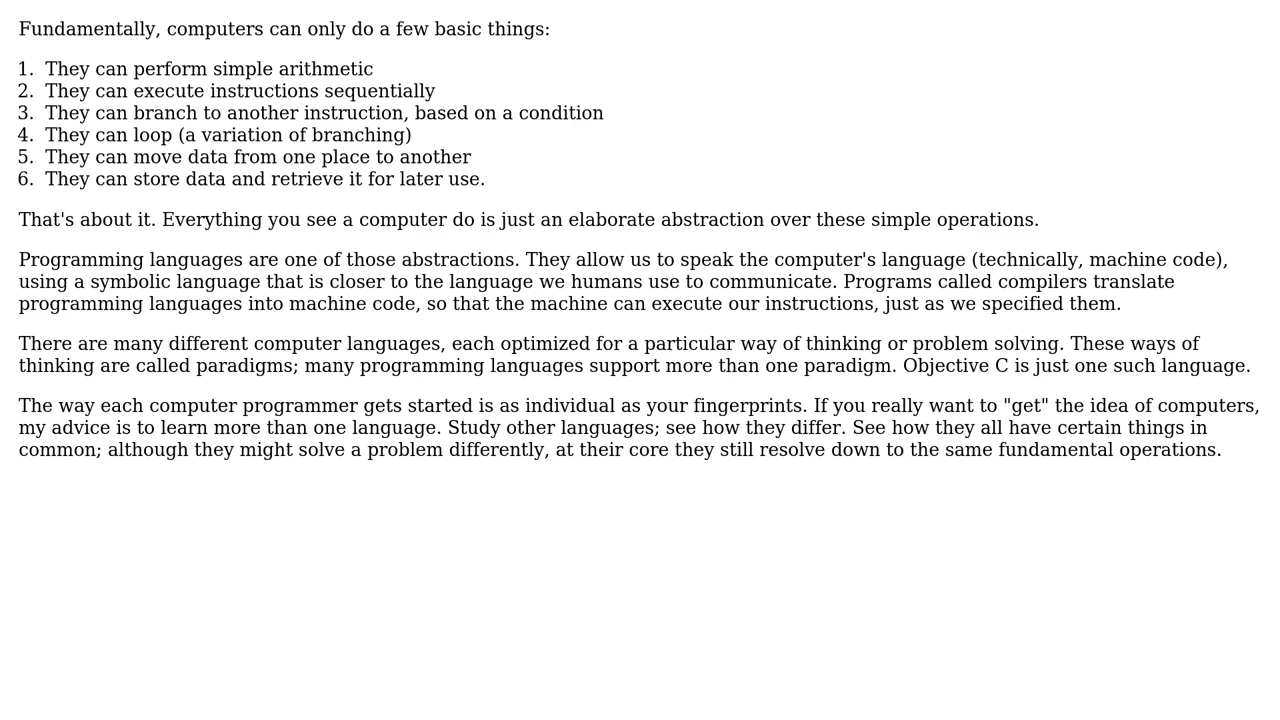 Fundamentally, computers can only do a few basic things:
1. They can perform simple arithmetic
2. They can execute instructions sequentially
3. They can branch to another instruction, based on a condition
4. They can loop (a variation of branching)
5. They can move data from one place to another
6. They can store data and retrieve it for later use.
That's about it. Everything you see a computer do is just an elaborate abstraction over these simple operations.
Programming languages are one of those abstractions. They allow us to speak the computer's language (technically, machine code),
using a symbolic language that is closer to the language we humans use to communicate. Programs called compilers translate
programming languages into machine code, so that the machine can execute our instructions, just as we specified them.
There are many different computer languages, each optimized for a particular way of thinking or problem solving. These ways of
thinking are called paradigms; many programming languages support more than one paradigm. Objective C is just one such language.
The way each computer programmer gets started is as individual as your fingerprints. If you really want to "get" the idea of computers,
my advice is to learn more than one language. Study other languages; see how they differ. See how they all have certain things in
common; although they might solve a problem differently, at their core they still resolve down to the same fundamental operations.